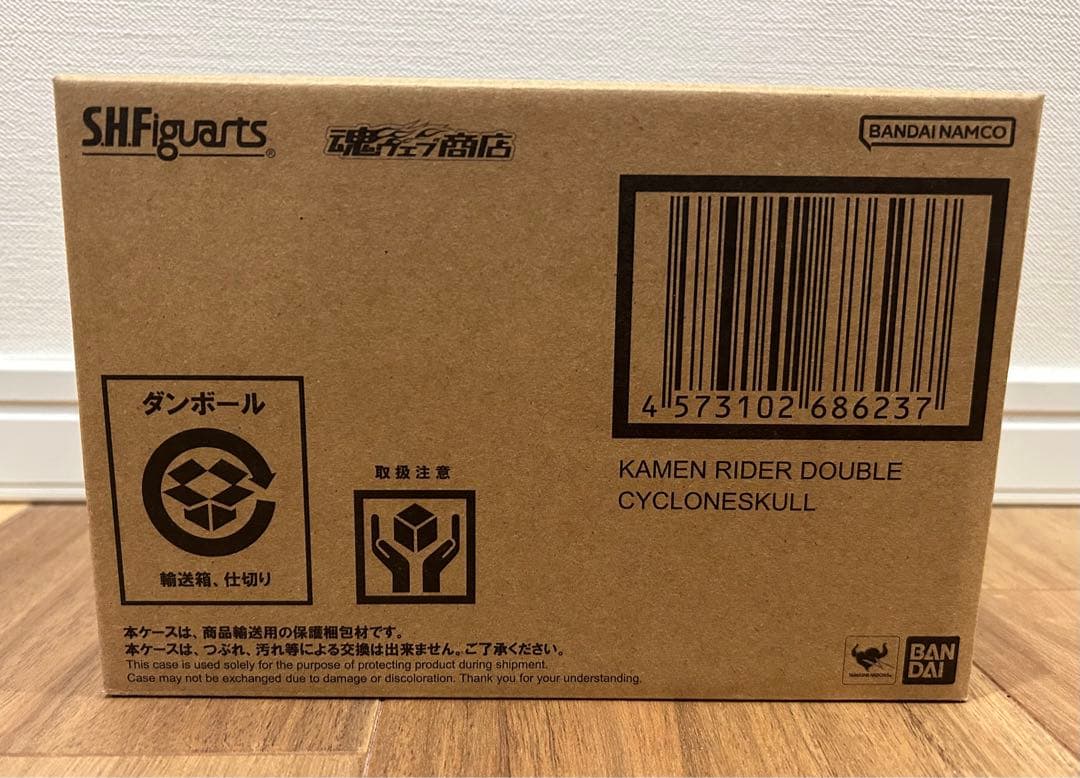 S.H.Figuarts®
魂ウェブ商店
BANDAI NAMCO
4 573102 686237
KAMEN RIDER DOUBLE
CYCLONESKULL
ダンボール
輸送箱、仕切り
取扱注意
本ケースは、商品輸送用の保護梱包材です。
本ケースは、つぶれ、汚れ等による交換は出来ません。ご了承ください。
This case is used solely for the purpose of protecting product during shipment.
Case may not be exchanged due to damage or discoloration. Thank you for your understanding.
TAMASHII NATIONS
BAN
DAI